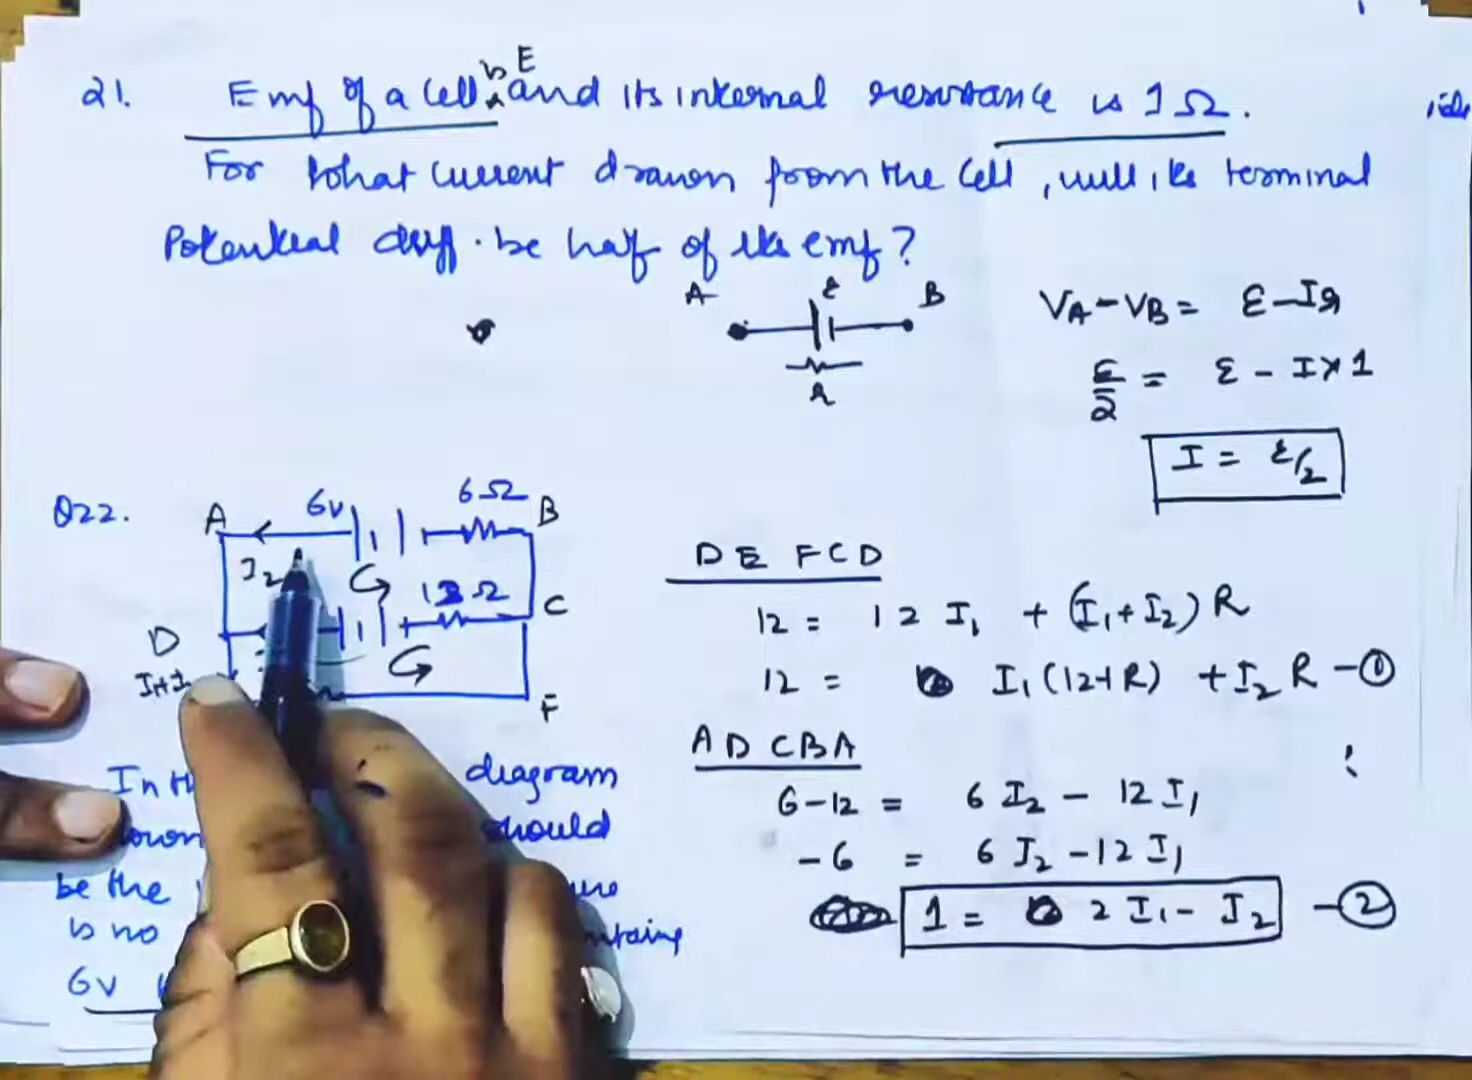 21. Emf of a cell is E and its internal resistance is 1Ω.
For what current drawn from the cell, will its terminal
Potential diff. be half of its emf?
A ε B
r
VA - VB = ε - Ir
ε/2 = ε - I×1
I = ε/2
Q22. A 6V 6Ω B
I2
12Ω C
D
F
In diagram
should
be the
is no
6V
DEFCD
12 = 12 I1 + (I1+I2) R
12 = I1(12+R) + I2 R - ①
ADCBA
6-12 = 6 I2 - 12 I1
-6 = 6 I2 - 12 I1
1 = 2 I1 - I2 - ②